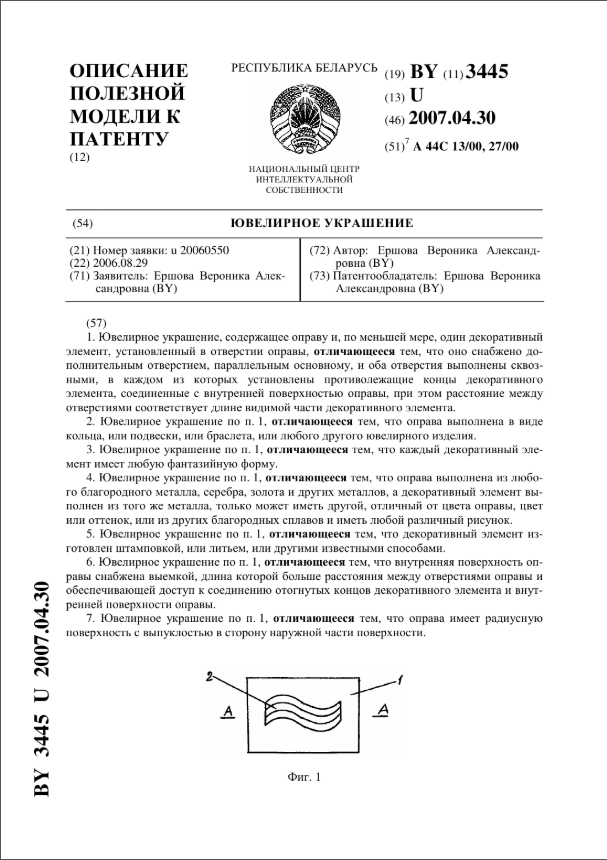 ОПИСАНИЕ
ПОЛЕЗНОЙ
МОДЕЛИ К
ПАТЕНТУ
(12)
РЕСПУБЛИКА БЕЛАРУСЬ
НАЦИОНАЛЬНЫЙ ЦЕНТР
ИНТЕЛЛЕКТУАЛЬНОЙ
СОБСТВЕННОСТИ
(19) BY (11) 3445
(13) U
(46) 2007.04.30
(51)7 A 44C 13/00, 27/00
(54) ЮВЕЛИРНОЕ УКРАШЕНИЕ
(21) Номер заявки: u 20060550
(22) 2006.08.29
(71) Заявитель: Ершова Вероника Алек-
сандровна (BY)
(72) Автор: Ершова Вероника Александ-
ровна (BY)
(73) Патентообладатель: Ершова Вероника
Александровна (BY)
(57)
1. Ювелирное украшение, содержащее оправу и, по меньшей мере, один декоративный
элемент, установленный в отверстии оправы, отличающееся тем, что оно снабжено до-
полнительным отверстием, параллельным основному, и оба отверстия выполнены сквоз-
ными, в каждом из которых установлены противолежащие концы декоративного
элемента, соединенные с внутренней поверхностью оправы, при этом расстояние между
отверстиями соответствует длине видимой части декоративного элемента.
2. Ювелирное украшение по п. 1, отличающееся тем, что оправа выполнена в виде
кольца, или подвески, или браслета, или любого другого ювелирного изделия.
3. Ювелирное украшение по п. 1, отличающееся тем, что каждый декоративный эле-
мент имеет любую фантазийную форму.
4. Ювелирное украшение по п. 1, отличающееся тем, что оправа выполнена из любо-
го благородного металла, серебра, золота и других металлов, а декоративный элемент вы-
полнен из того же металла, только может иметь другой, отличный от цвета оправы, цвет
или оттенок, или из других благородных сплавов и иметь любой различный рисунок.
5. Ювелирное украшение по п. 1, отличающееся тем, что декоративный элемент из-
готовлен штамповкой, или литьем, или другими известными способами.
6. Ювелирное украшение по п. 1, отличающееся тем, что внутренняя поверхность оп-
равы снабжена выемкой, длина которой больше расстояния между отверстиями оправы и
обеспечивающей доступ к соединению отогнутых концов декоративного элемента и внут-
ренней поверхности оправы.
7. Ювелирное украшение по п. 1, отличающееся тем, что оправа имеет радиусную
поверхность с выпуклостью в сторону наружной части поверхности.
2 1
А А
Фиг. 1
BY 3445 U 2007.04.30